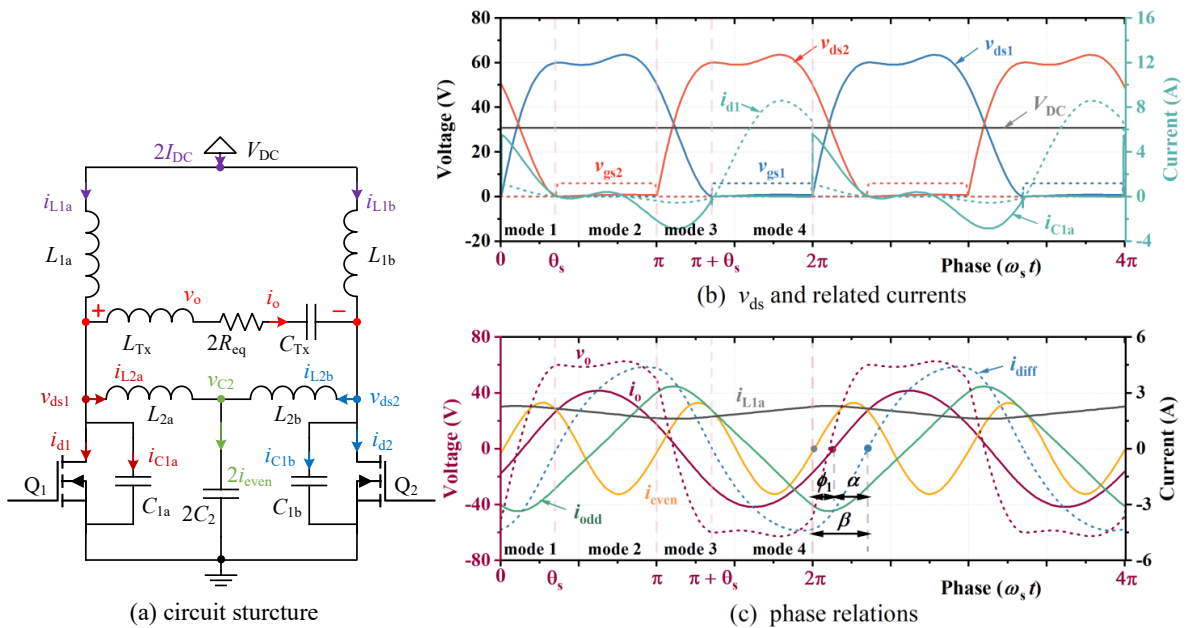 2I_DC V_DC
i_L1a i_L1b
L_1a L_1b
+ v_o i_o −
L_Tx 2R_eq C_Tx
i_L2a v_C2 i_L2b
v_ds1 L_2a L_2b v_ds2
i_d1 i_C1a 2i_even i_C1b i_d2
Q_1 C_1a 2C_2 C_1b Q_2
(a) circuit sturcture
80 16
v_ds2 v_ds1
60 12
i_d1
40 8
V_DC
20 4
v_gs2 v_gs1
0 0
i_C1a
mode 1 mode 2 mode 3 mode 4
-20 -4
Voltage (V)
Current (A)
0 θ_s π π + θ_s 2π Phase (ω_s t) 4π
(b) v_ds and related currents
80 6
v_o i_diff
40 i_o i_L1a 3
0 0
ϕ_1 α
i_even
-40 i_odd -3
β
mode 1 mode 2 mode 3 mode 4
-80 -6
Voltage (V)
Current (A)
0 θ_s π π + θ_s 2π Phase (ω_s t) 4π
(c) phase relations